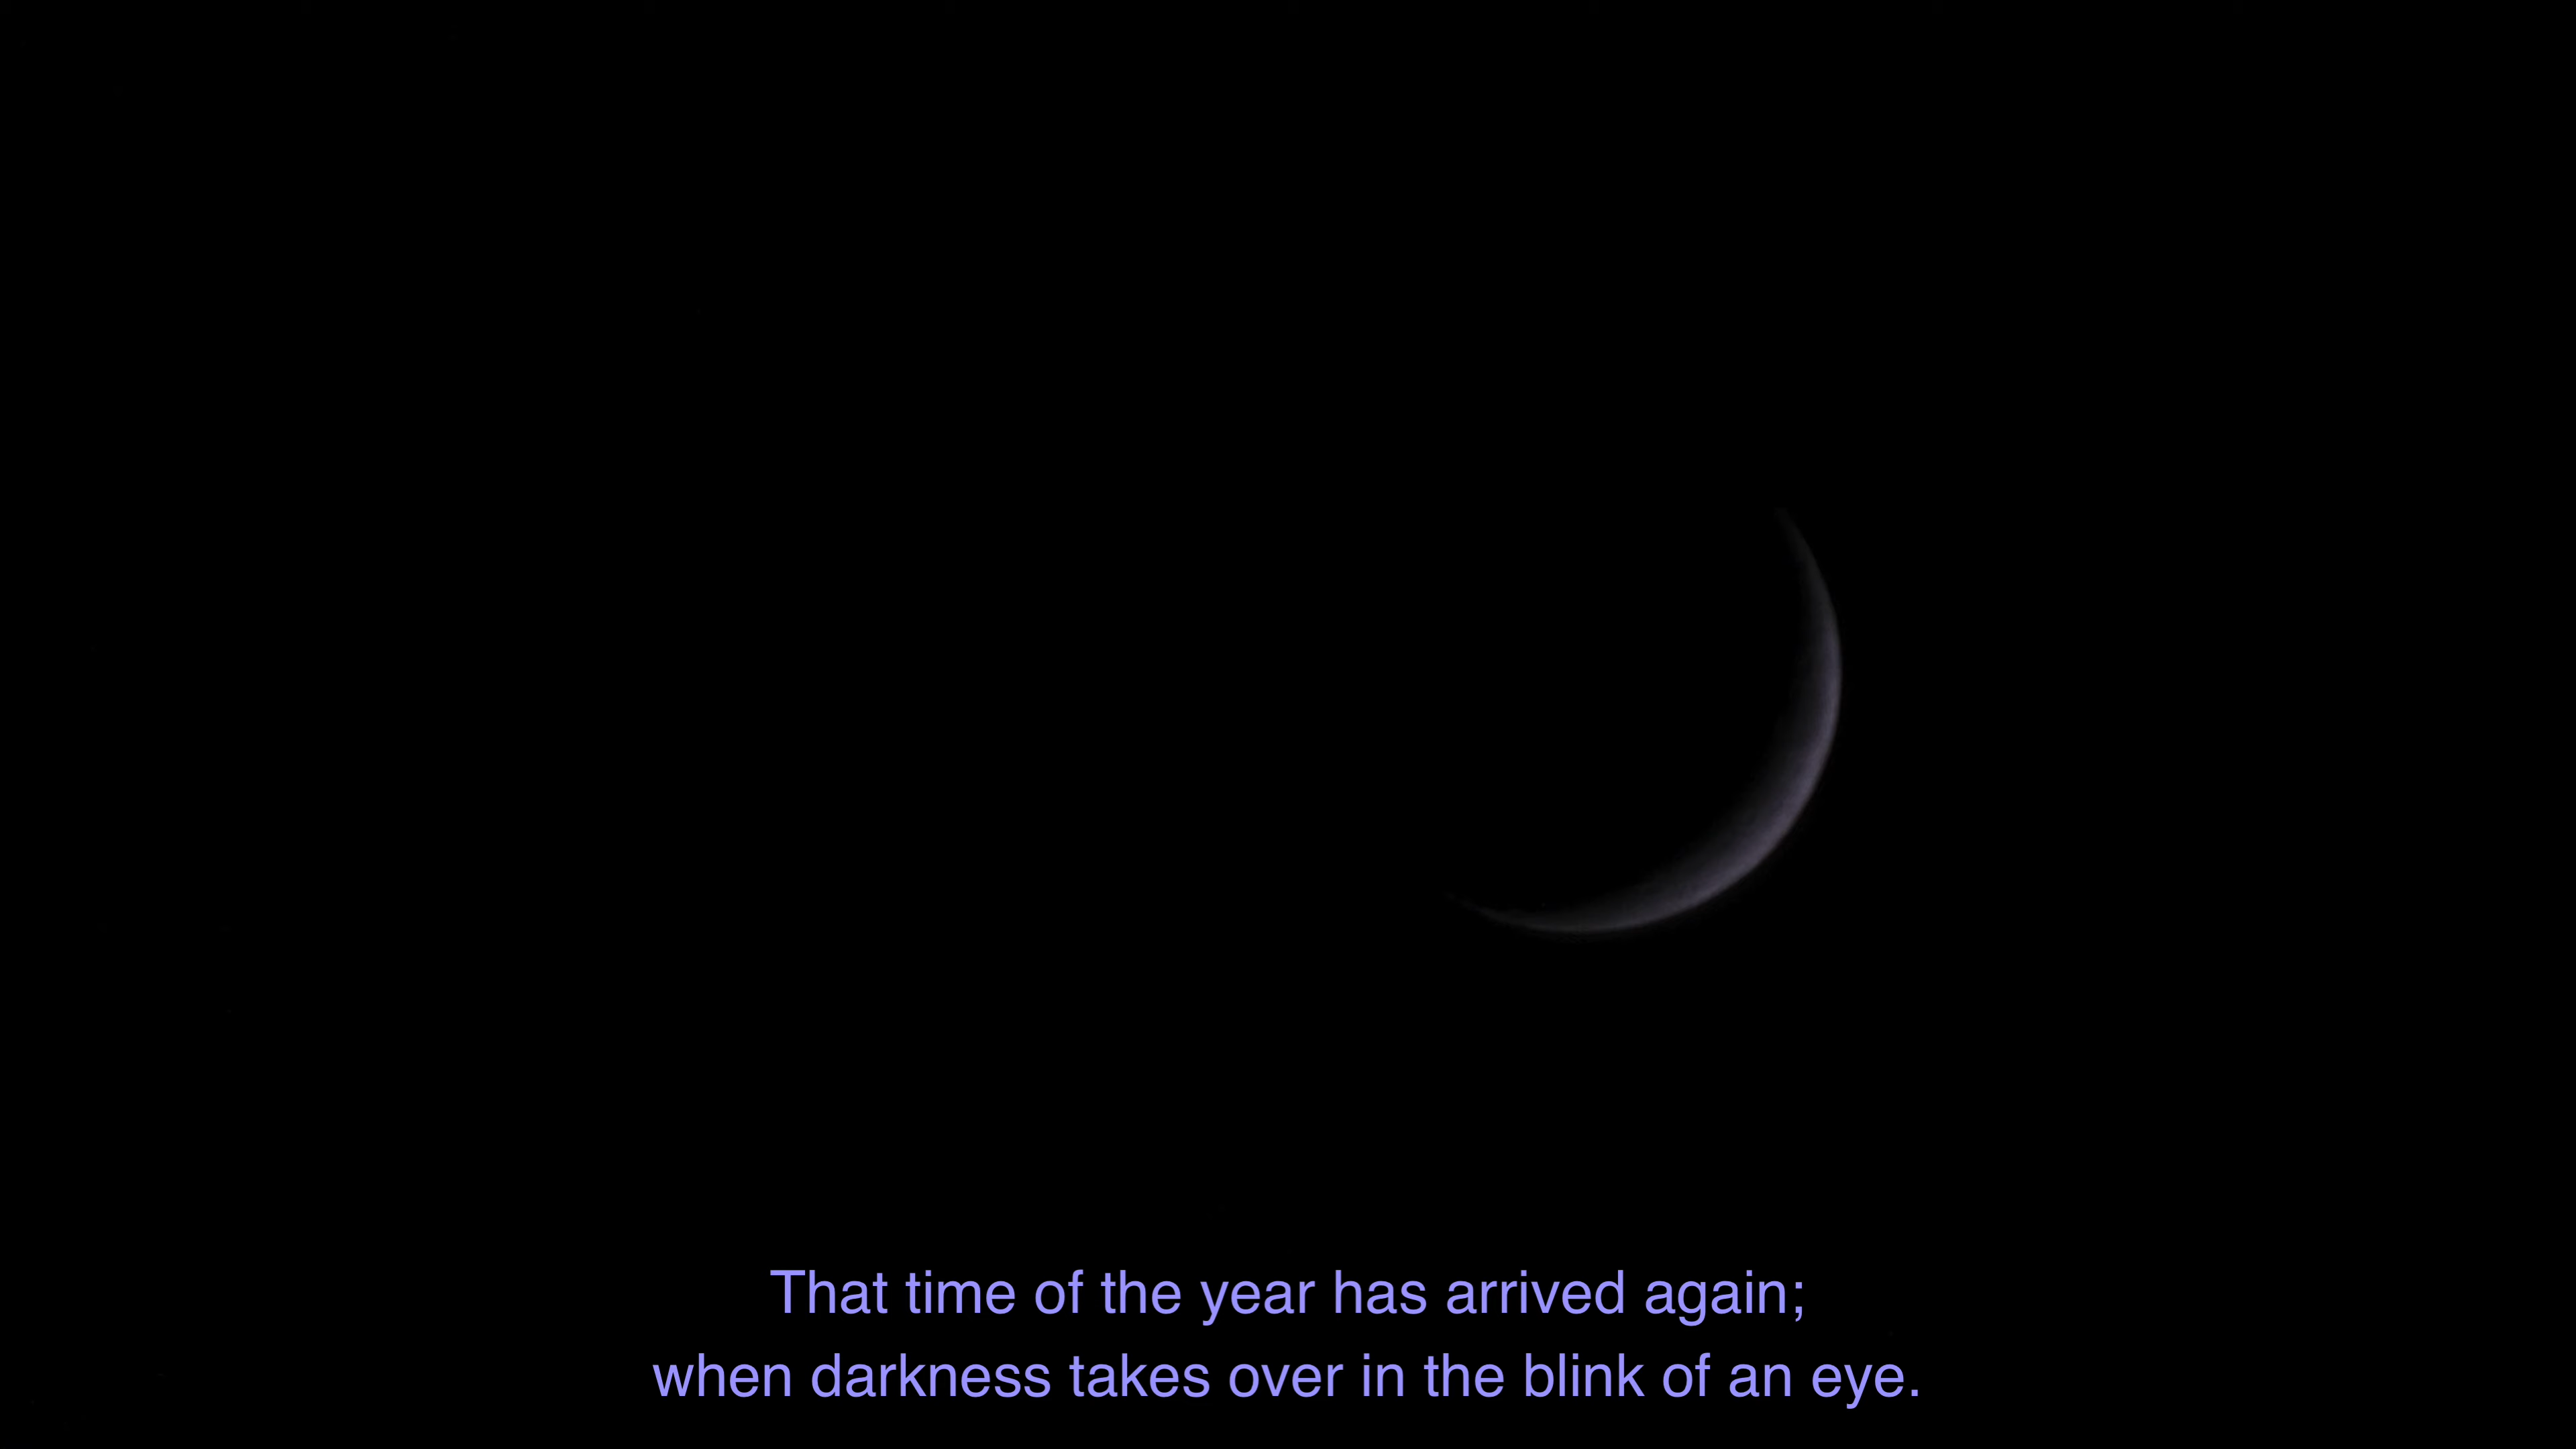 That time of the year has arrived again;
when darkness takes over in the blink of an eye.